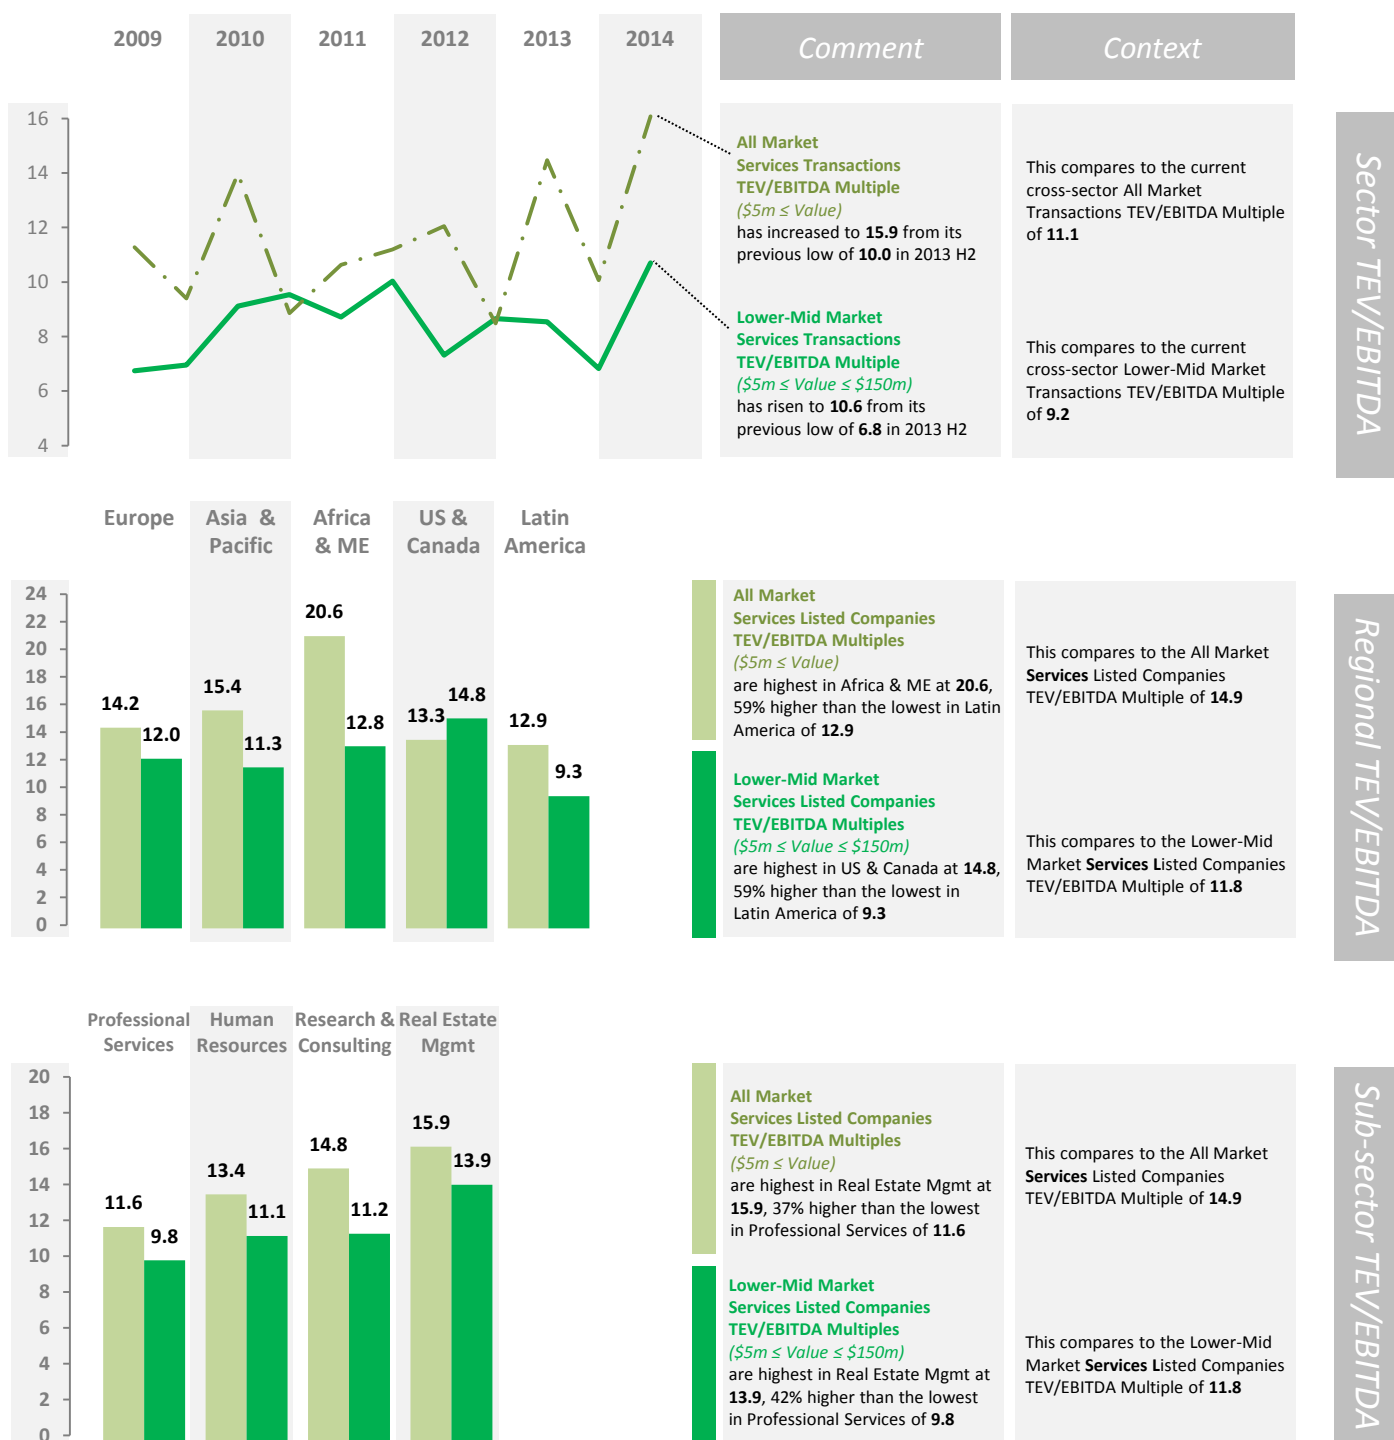 2009 2010 2011 2012 2013 2014
Comment
Context
16
14
12
10
8
6
4
All Market
Services Transactions
TEV/EBITDA Multiple
($5m ≤ Value)
has increased to 15.9 from its
previous low of 10.0 in 2013 H2
Lower-Mid Market
Services Transactions
TEV/EBITDA Multiple
($5m ≤ Value ≤ $150m)
has risen to 10.6 from its
previous low of 6.8 in 2013 H2
This compares to the current
cross-sector All Market
Transactions TEV/EBITDA Multiple
of 11.1
This compares to the current
cross-sector Lower-Mid Market
Transactions TEV/EBITDA Multiple
of 9.2
Sector TEV/EBITDA
Europe
Asia &
Pacific
Africa
& ME
US &
Canada
Latin
America
24
22
20
18
16
14
12
10
8
6
4
2
0
14.2
12.0
15.4
11.3
20.6
12.8
13.3
14.8
12.9
9.3
All Market
Services Listed Companies
TEV/EBITDA Multiples
($5m ≤ Value)
are highest in Africa & ME at 20.6,
59% higher than the lowest in Latin
America of 12.9
Lower-Mid Market
Services Listed Companies
TEV/EBITDA Multiples
($5m ≤ Value ≤ $150m)
are highest in US & Canada at 14.8,
59% higher than the lowest in
Latin America of 9.3
This compares to the All Market
Services Listed Companies
TEV/EBITDA Multiple of 14.9
This compares to the Lower-Mid
Market Services Listed Companies
TEV/EBITDA Multiple of 11.8
Regional TEV/EBITDA
Professional
Services
Human
Resources
Research &
Consulting
Real Estate
Mgmt
20
18
16
14
12
10
8
6
4
2
0
11.6
9.8
13.4
11.1
14.8
11.2
15.9
13.9
All Market
Services Listed Companies
TEV/EBITDA Multiples
($5m ≤ Value)
are highest in Real Estate Mgmt at
15.9, 37% higher than the lowest
in Professional Services of 11.6
Lower-Mid Market
Services Listed Companies
TEV/EBITDA Multiples
($5m ≤ Value ≤ $150m)
are highest in Real Estate Mgmt at
13.9, 42% higher than the lowest
in Professional Services of 9.8
This compares to the All Market
Services Listed Companies
TEV/EBITDA Multiple of 14.9
This compares to the Lower-Mid
Market Services Listed Companies
TEV/EBITDA Multiple of 11.8
Sub-sector TEV/EBITDA